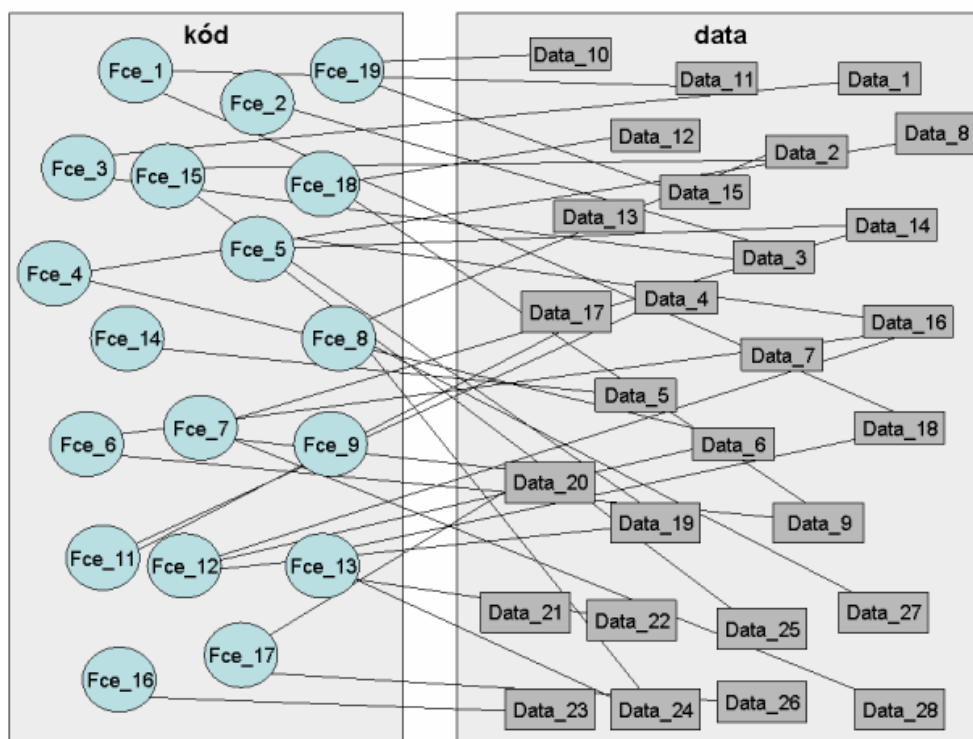 kód
data
Fce_1
Fce_19
Fce_2
Fce_3
Fce_15
Fce_18
Fce_5
Fce_4
Fce_14
Fce_8
Fce_6
Fce_7
Fce_9
Fce_11
Fce_12
Fce_13
Fce_17
Fce_16
Data_10
Data_11
Data_1
Data_12
Data_8
Data_2
Data_15
Data_13
Data_14
Data_3
Data_4
Data_17
Data_16
Data_7
Data_5
Data_18
Data_6
Data_20
Data_19
Data_9
Data_21
Data_22
Data_27
Data_25
Data_23
Data_24
Data_26
Data_28